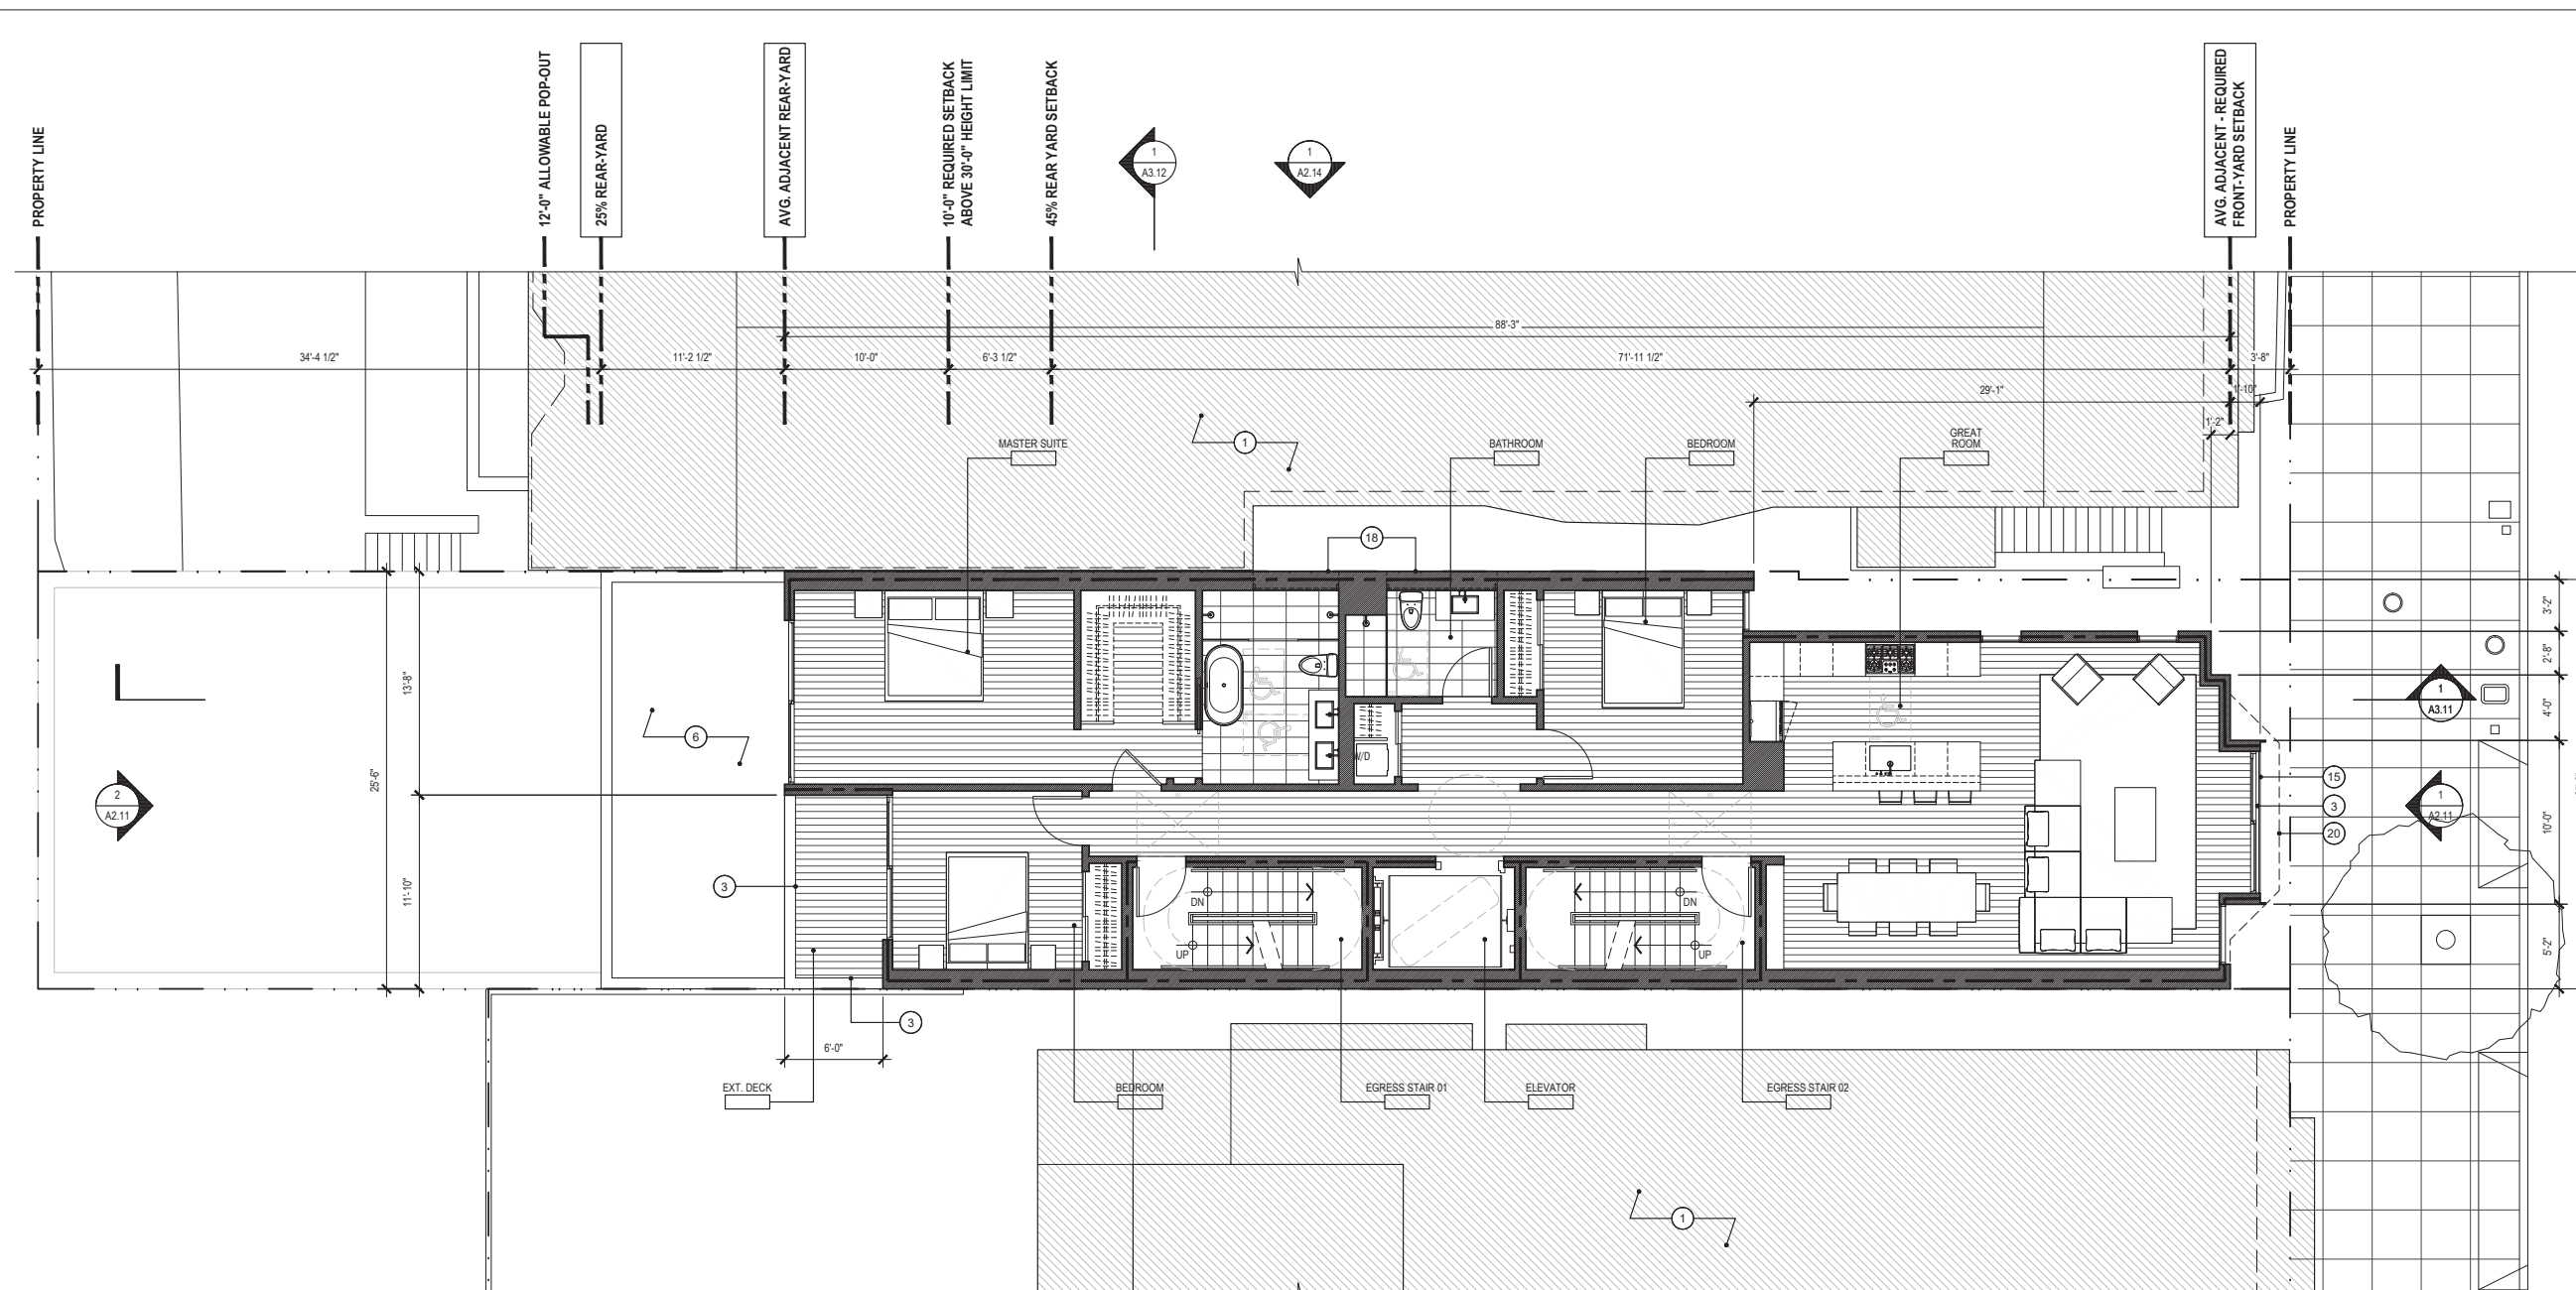 PROPERTY LINE
12'-0" ALLOWABLE POP-OUT
25% REAR-YARD
AVG. ADJACENT REAR-YARD
10'-0" REQUIRED SETBACK
ABOVE 30'-0" HEIGHT LIMIT
45% REAR YARD SETBACK
1
A3.12
1
A2.14
AVG. ADJACENT - REQUIRED
FRONT-YARD SETBACK
PROPERTY LINE
88'-3"
34'-4 1/2"
11'-2 1/2"
10'-0"
6'-3 1/2"
71'-11 1/2"
3'-8"
29'-1"
1'-10"
1'-2"
MASTER SUITE
1
BATHROOM
BEDROOM
GREAT
ROOM
18
3'-2"
2'-8"
4'-0"
10'-0"
5'-2"
13'-8"
25'-6"
11'-10"
6
1
A3.11
W/D
15
3
20
1
A2.11
2
A2.11
3
DN
UP
DN
UP
3
6'-0"
EXT. DECK
BEDROOM
EGRESS STAIR 01
ELEVATOR
EGRESS STAIR 02
1